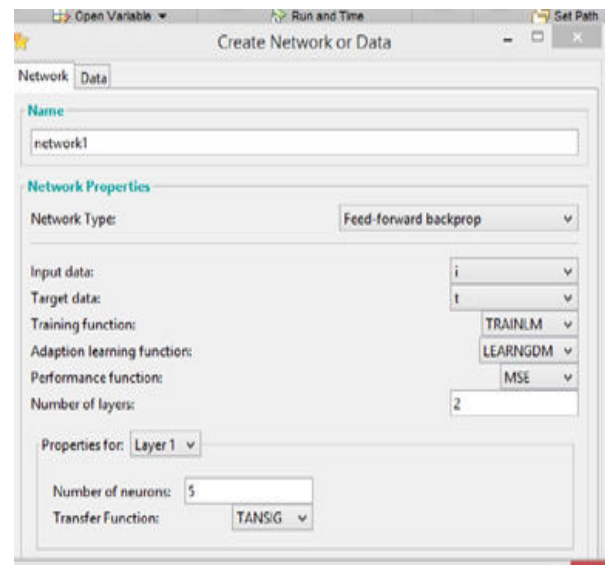 Open Variable Run and Time Set Path
Create Network or Data
Network Data
Name
network1
Network Properties
Network Type: Feed-forward backprop
Input data: i
Target data: t
Training function: TRAINLM
Adaption learning function: LEARNGDM
Performance function: MSE
Number of layers: 2
Properties for: Layer 1
Number of neurons: 5
Transfer Function: TANSIG